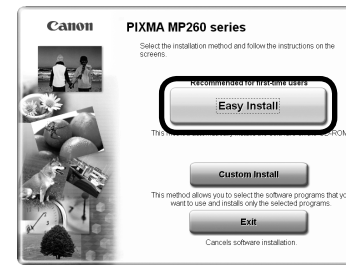 Canon
PIXMA MP260 series
Select the installation method and follow the instructions on the
screens.
Recommended for first-time users
Easy Install
Custom Install
This method allows you to select the software programs that yo
want to use and installs only the selected programs.
Exit
Cancels software installation.